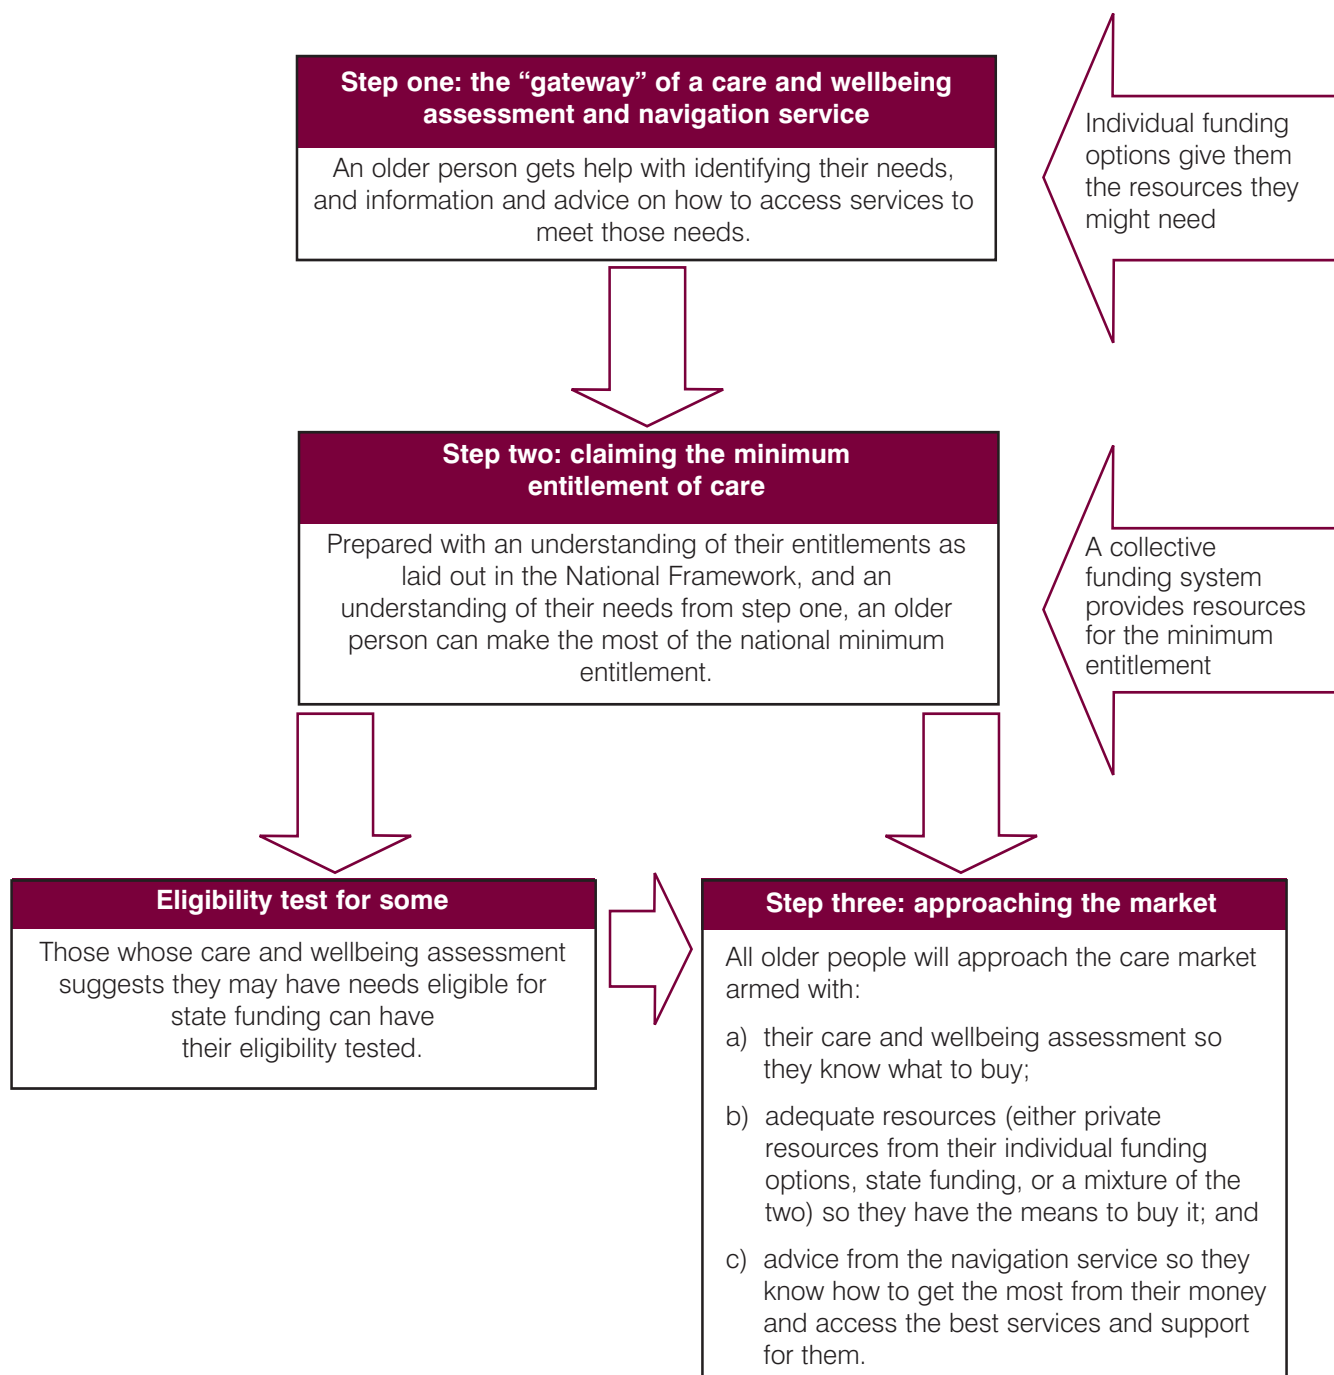 Step one: the “gateway” of a care and wellbeing
assessment and navigation service
An older person gets help with identifying their needs,
and information and advice on how to access services to
meet those needs.
Individual funding
options give them
the resources they
might need
Step two: claiming the minimum
entitlement of care
Prepared with an understanding of their entitlements as
laid out in the National Framework, and an
understanding of their needs from step one, an older
person can make the most of the national minimum
entitlement.
A collective
funding system
provides resources
for the minimum
entitlement
Eligibility test for some
Those whose care and wellbeing assessment
suggests they may have needs eligible for
state funding can have
their eligibility tested.
Step three: approaching the market
All older people will approach the care market
armed with:
a) their care and wellbeing assessment so
they know what to buy;
b) adequate resources (either private
resources from their individual funding
options, state funding, or a mixture of the
two) so they have the means to buy it; and
c) advice from the navigation service so they
know how to get the most from their money
and access the best services and support
for them.